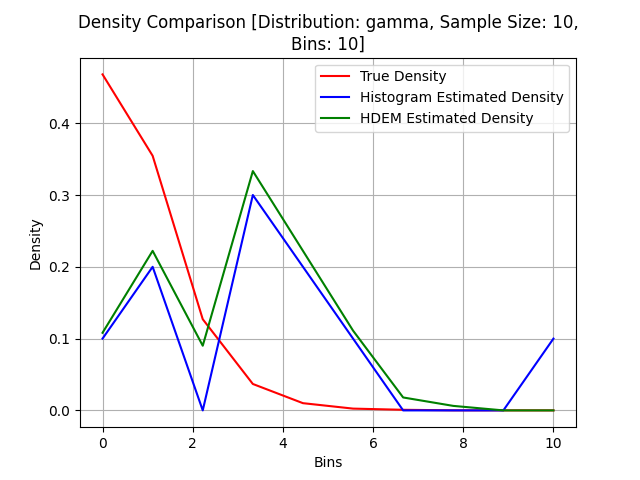 Density Comparison [Distribution: gamma, Sample Size: 10,
Bins: 10]
True Density
Histogram Estimated Density
HDEM Estimated Density
Density
0.4
0.3
0.2
0.1
0.0
0 2 4 6 8 10
Bins